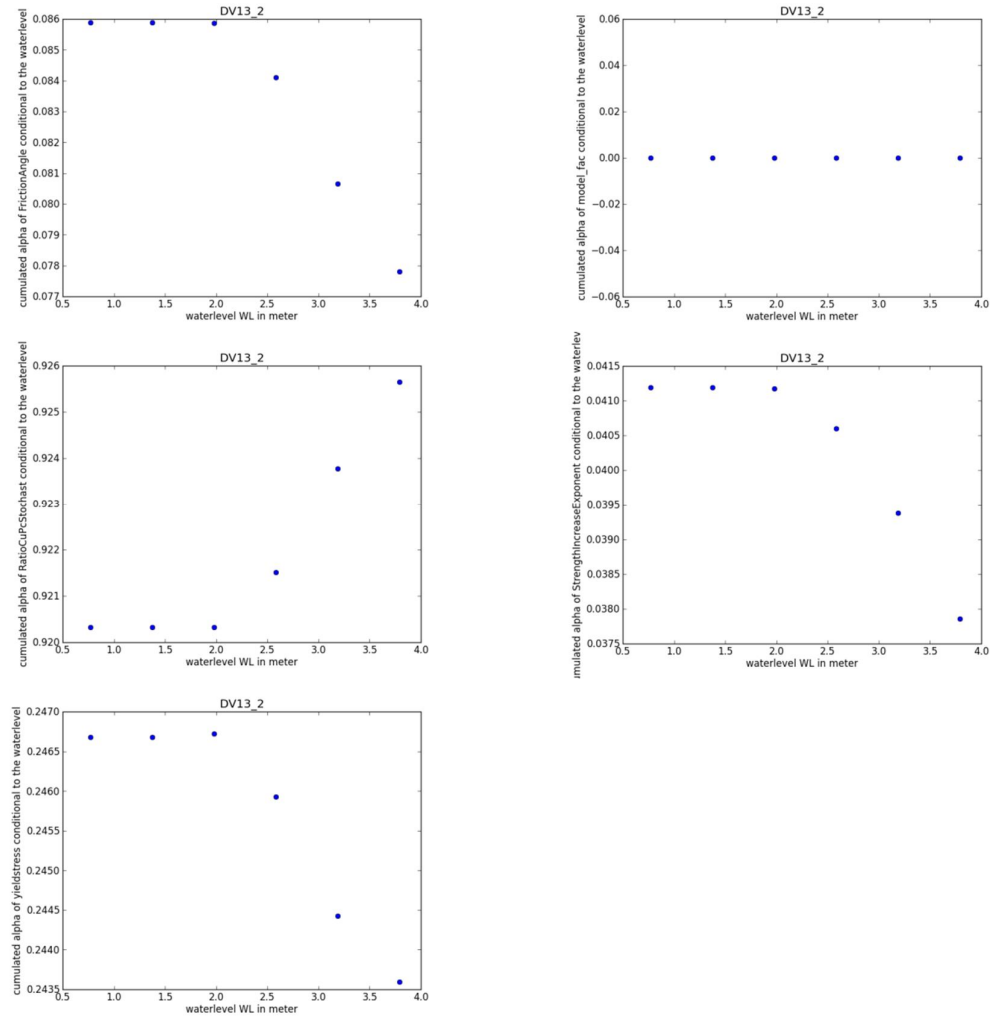 DV13_2
cumulated alpha of FrictionAngle conditional to the waterlevel
0.086
0.085
0.084
0.083
0.082
0.081
0.080
0.079
0.078
0.077
0.5 1.0 1.5 2.0 2.5 3.0 3.5 4.0
waterlevel WL in meter
DV13_2
cumulated alpha of model_fac conditional to the waterlevel
0.06
0.04
0.02
0.00
−0.02
−0.04
−0.06
0.5 1.0 1.5 2.0 2.5 3.0 3.5 4.0
waterlevel WL in meter
DV13_2
cumulated alpha of RatioCuPcStochast conditional to the waterlevel
0.926
0.925
0.924
0.923
0.922
0.921
0.920
0.5 1.0 1.5 2.0 2.5 3.0 3.5 4.0
waterlevel WL in meter
DV13_2
umulated alpha of StrengthIncreaseExponent conditional to the waterlev
0.0415
0.0410
0.0405
0.0400
0.0395
0.0390
0.0385
0.0380
0.0375
0.5 1.0 1.5 2.0 2.5 3.0 3.5 4.0
waterlevel WL in meter
DV13_2
cumulated alpha of yieldstress conditional to the waterlevel
0.2470
0.2465
0.2460
0.2455
0.2450
0.2445
0.2440
0.2435
0.5 1.0 1.5 2.0 2.5 3.0 3.5 4.0
waterlevel WL in meter